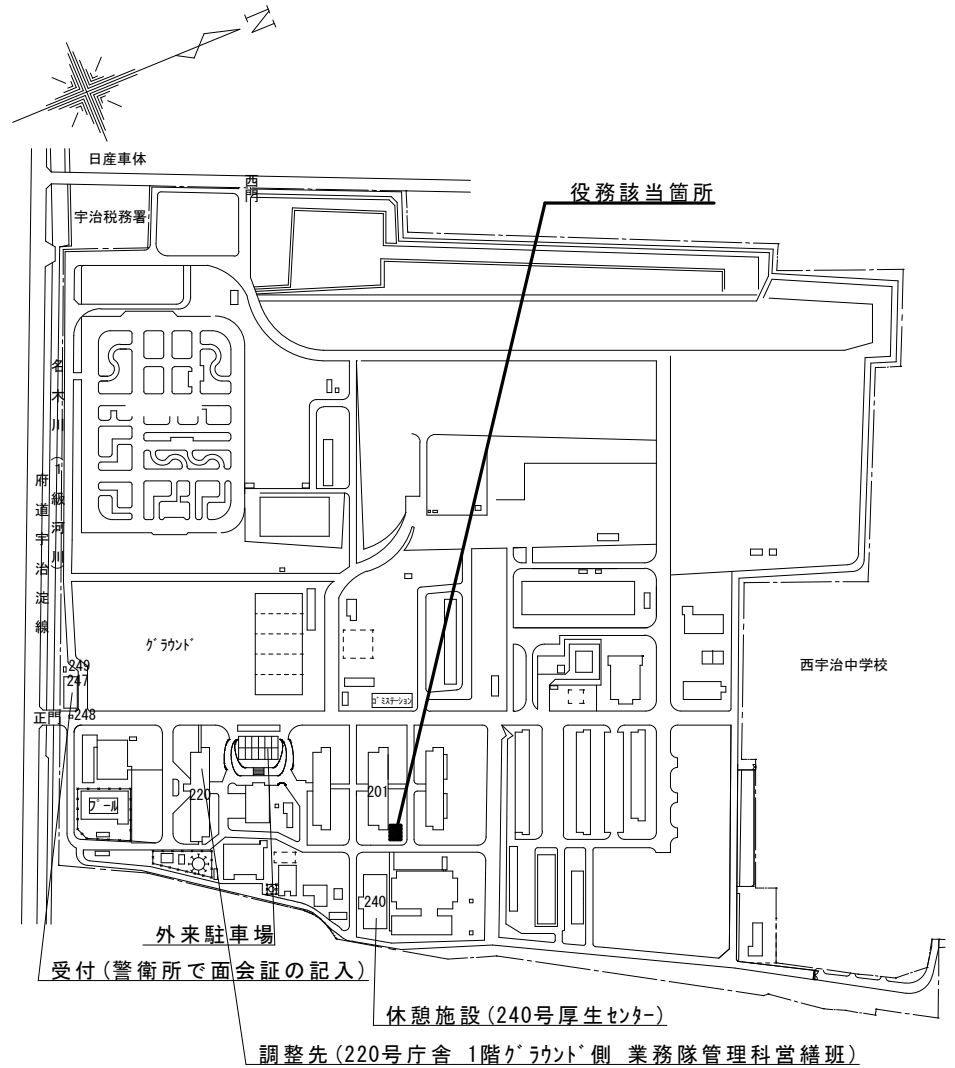 N
日産車体
西門
役務該当箇所
宇治税務署
名木川(1級河川)
府道宇治淀線
グラウンド
西宇治中学校
249
247
ゴミステーション
正門
248
プール
220
201
240
外来駐車場
受付(警衛所で面会証の記入)
休憩施設(240号厚生センター)
調整先(220号庁舎 1階グラウンド側 業務隊管理科営繕班)